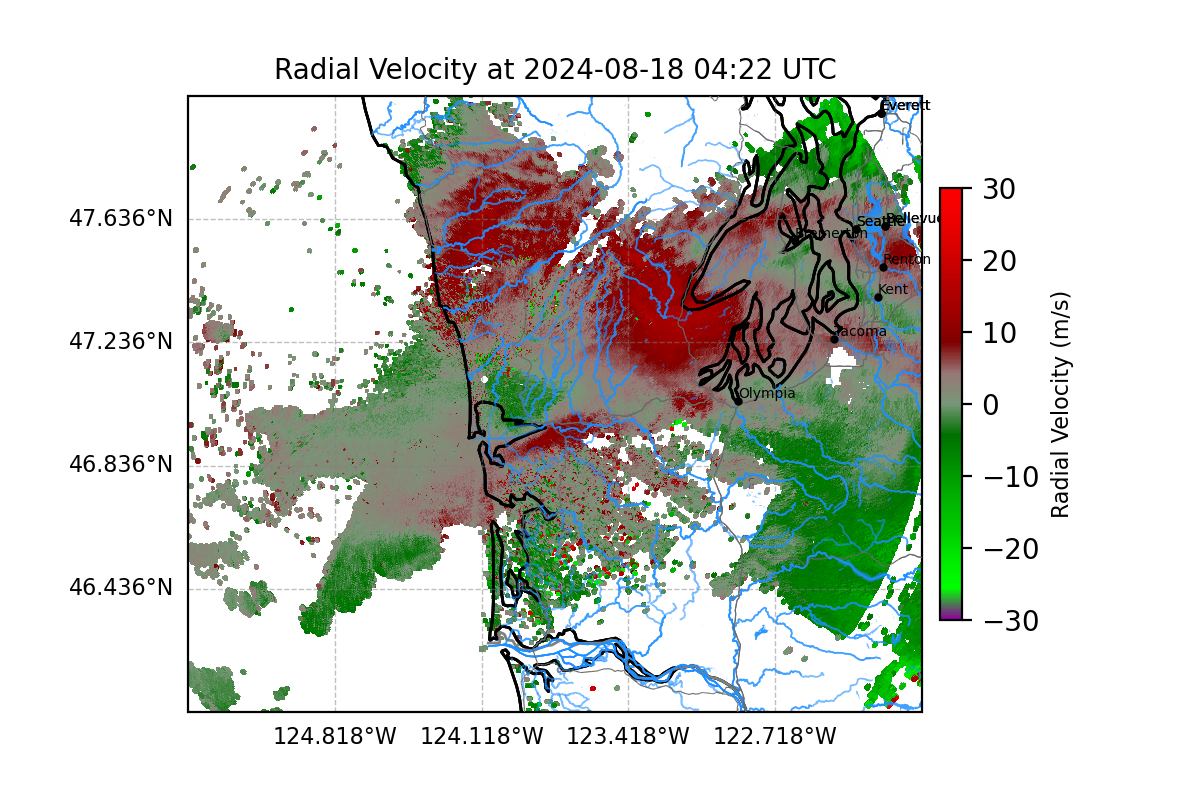 Radial Velocity at 2024-08-18 04:22 UTC
Everett
47.636°N
Seattle
Bellevue
Bremerton
Renton
Kent
47.236°N
Tacoma
Olympia
46.836°N
46.436°N
124.818°W
124.118°W
123.418°W
122.718°W
30
20
10
0
−10
−20
−30
Radial Velocity (m/s)